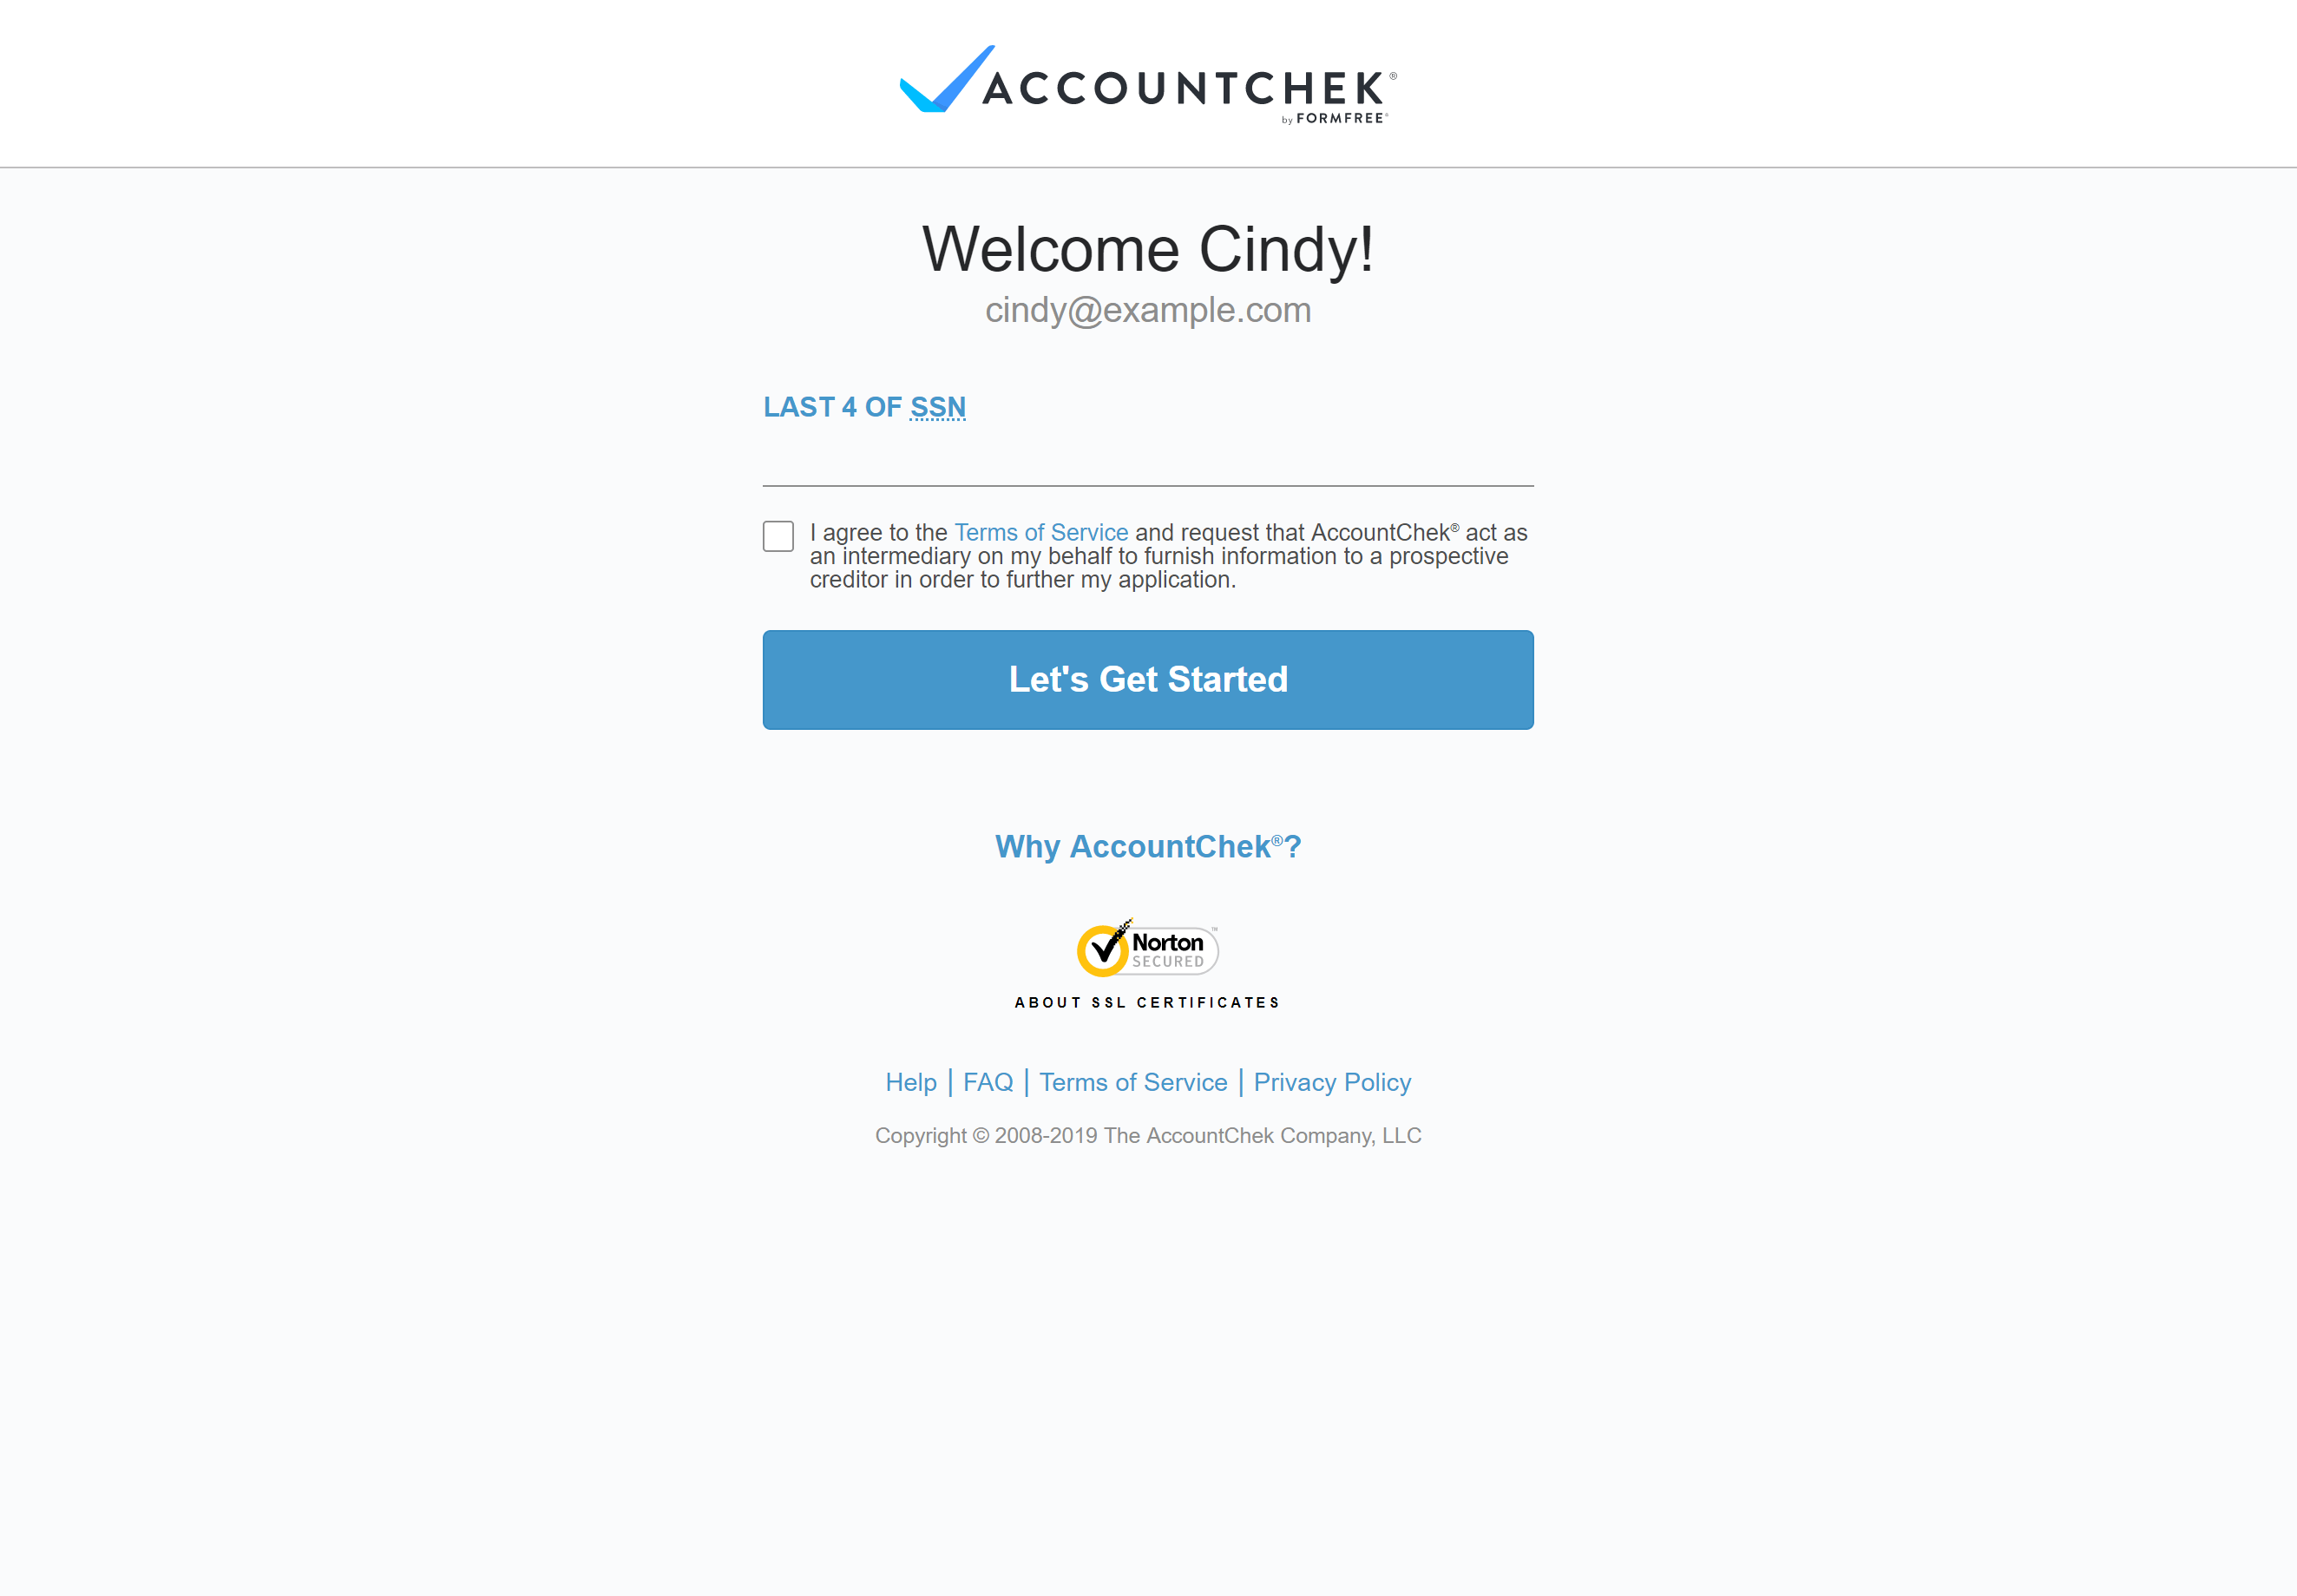 ACCOUNTCHEK®
by FORMFREE®
Welcome Cindy!
cindy@example.com
LAST 4 OF SSN
I agree to the Terms of Service and request that AccountChek® act as
an intermediary on my behalf to furnish information to a prospective
creditor in order to further my application.
Let's Get Started
Why AccountChek®?
Norton™
SECURED
ABOUT SSL CERTIFICATES
Help | FAQ | Terms of Service | Privacy Policy
Copyright © 2008-2019 The AccountChek Company, LLC